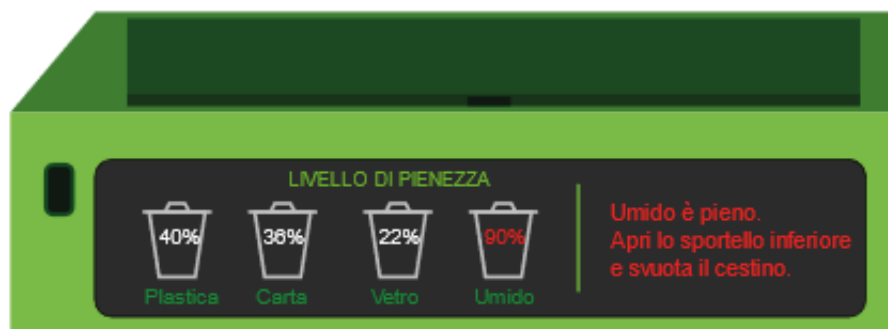 LIVELLO DI PIENEZZA
40% 36% 22% 90%
Plastica Carta Vetro Umido
Umido è pieno.
Apri lo sportello inferiore
e svuota il cestino.